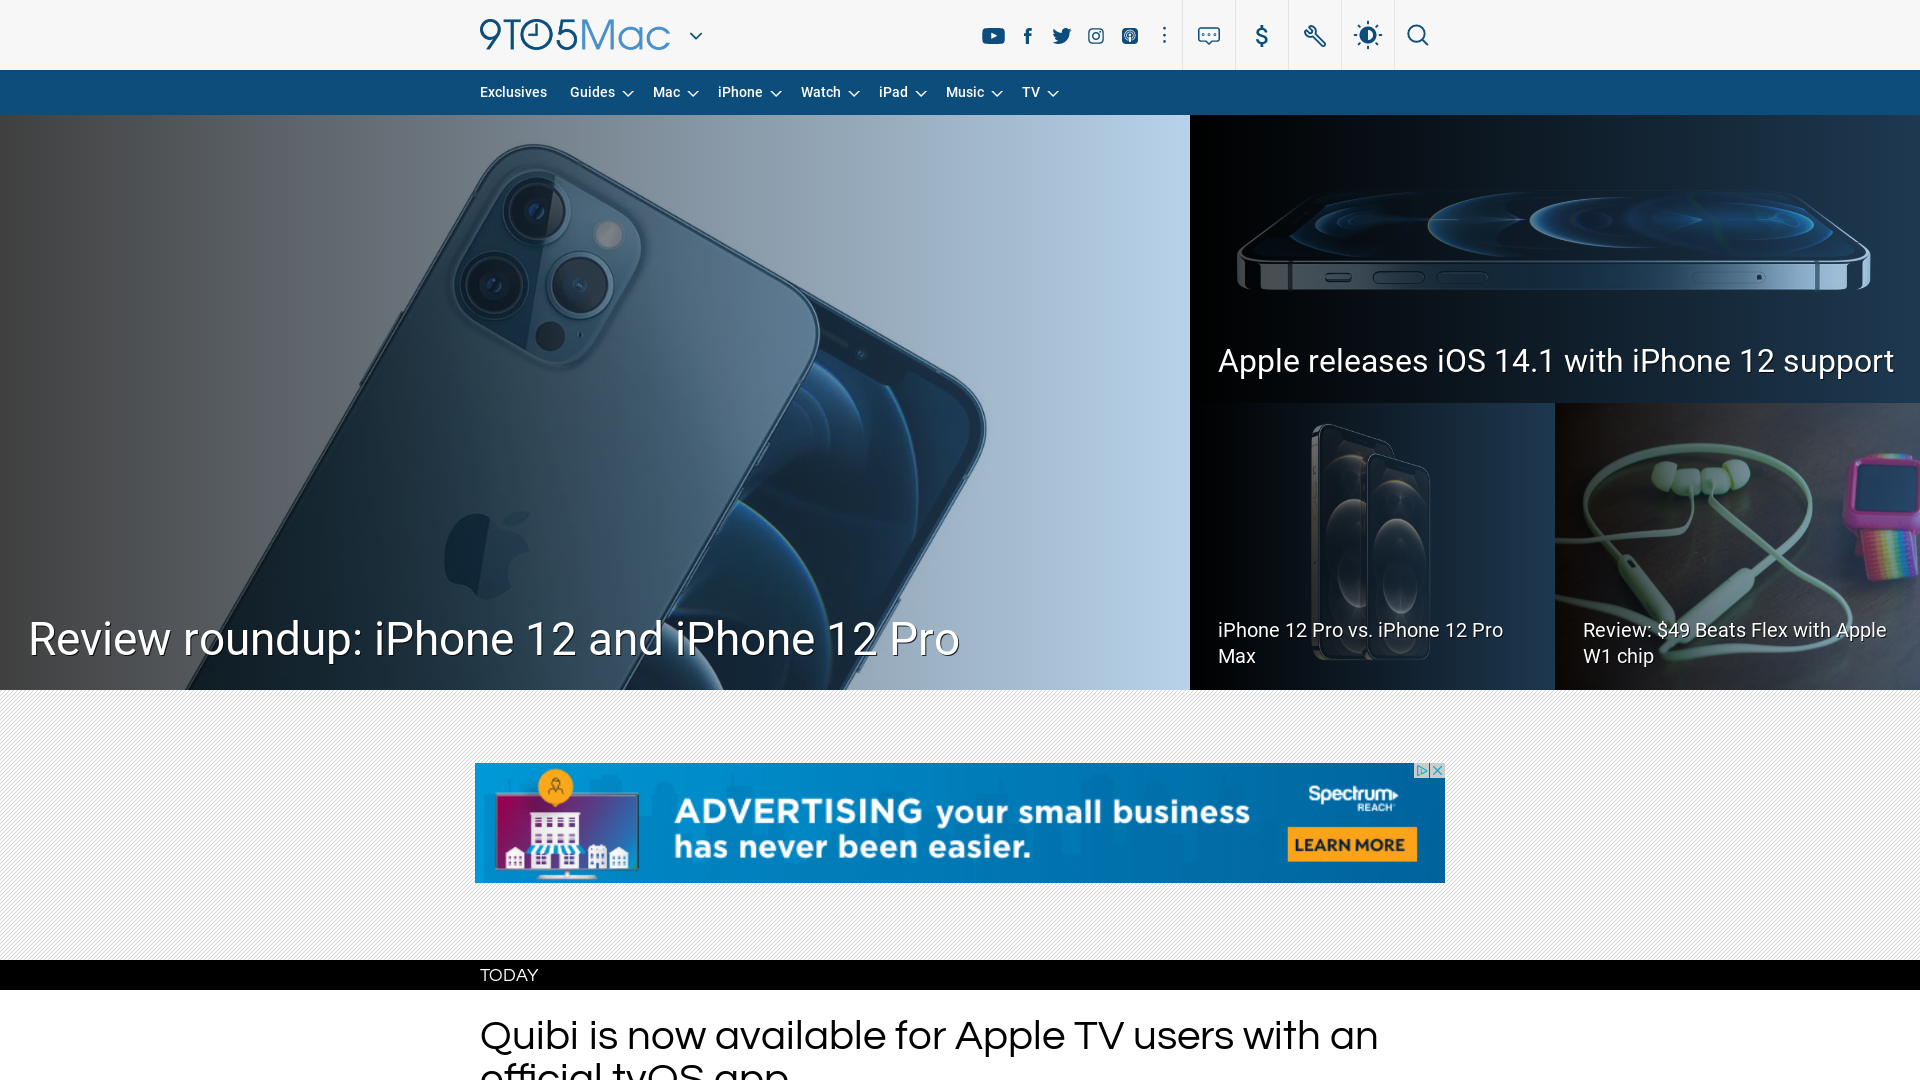 9TO5Mac
Exclusives Guides Mac iPhone Watch iPad Music TV
Review roundup: iPhone 12 and iPhone 12 Pro
Apple releases iOS 14.1 with iPhone 12 support
iPhone 12 Pro vs. iPhone 12 Pro
Max
Review: $49 Beats Flex with Apple
W1 chip
ADVERTISING your small business
has never been easier.
Spectrum
REACH
LEARN MORE
TODAY
Quibi is now available for Apple TV users with an
official tvOS app